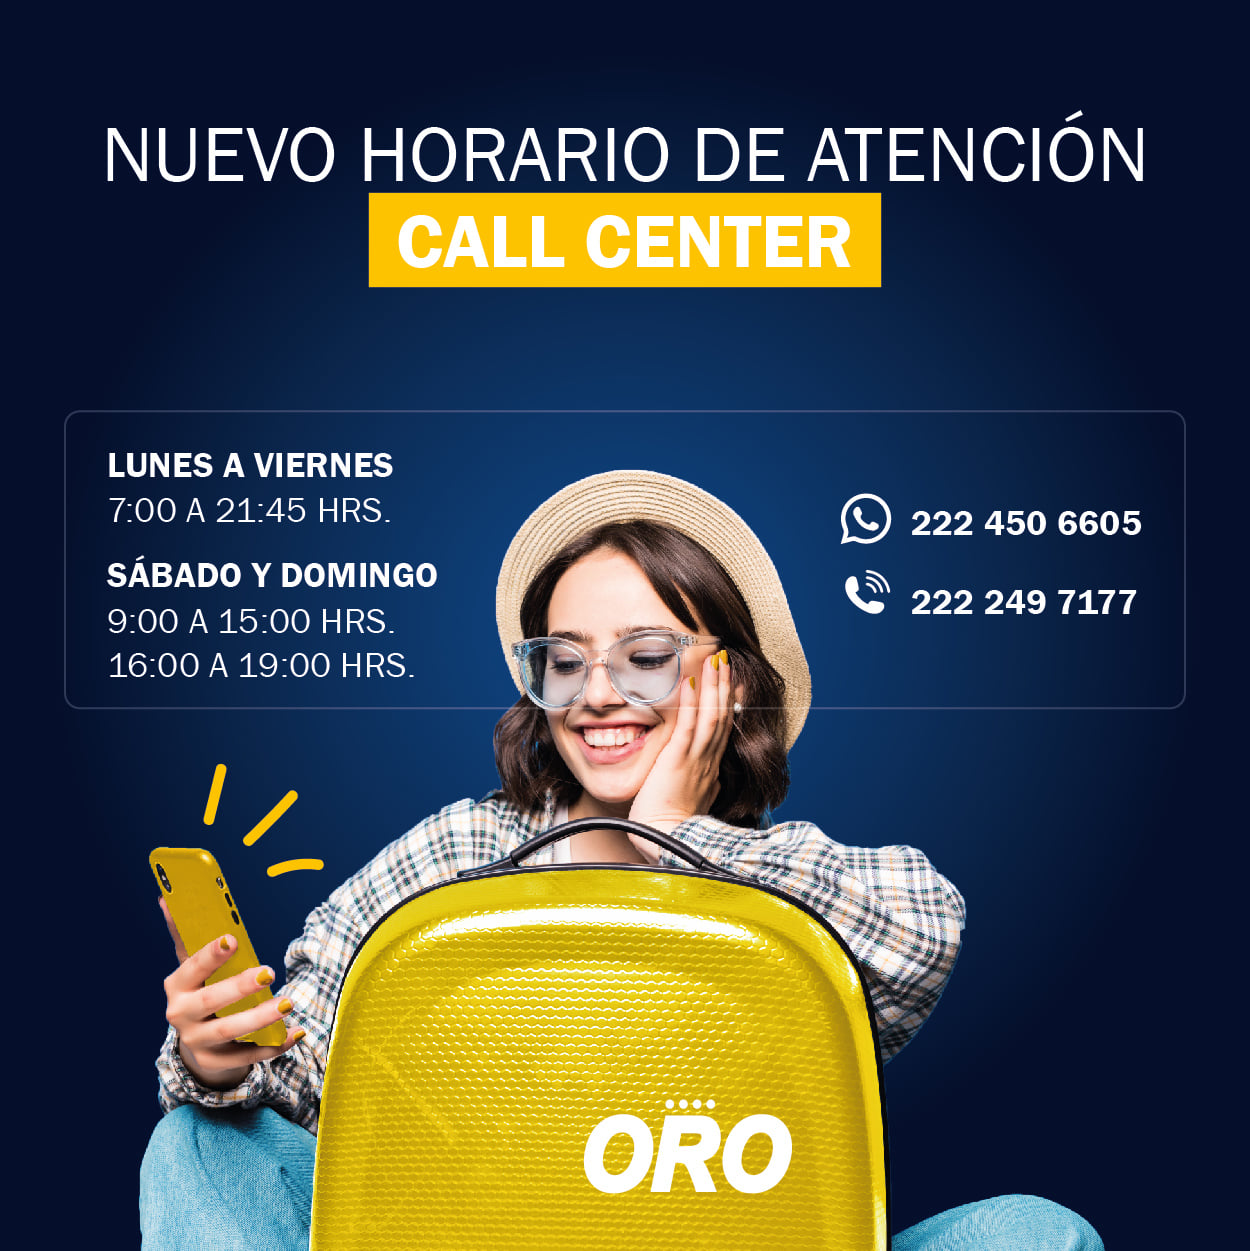 NUEVO HORARIO DE ATENCIÓN
CALL CENTER
LUNES A VIERNES
7:00 A 21:45 HRS.
SÁBADO Y DOMINGO
9:00 A 15:00 HRS.
16:00 A 19:00 HRS.
222 450 6605
222 249 7177
ORO